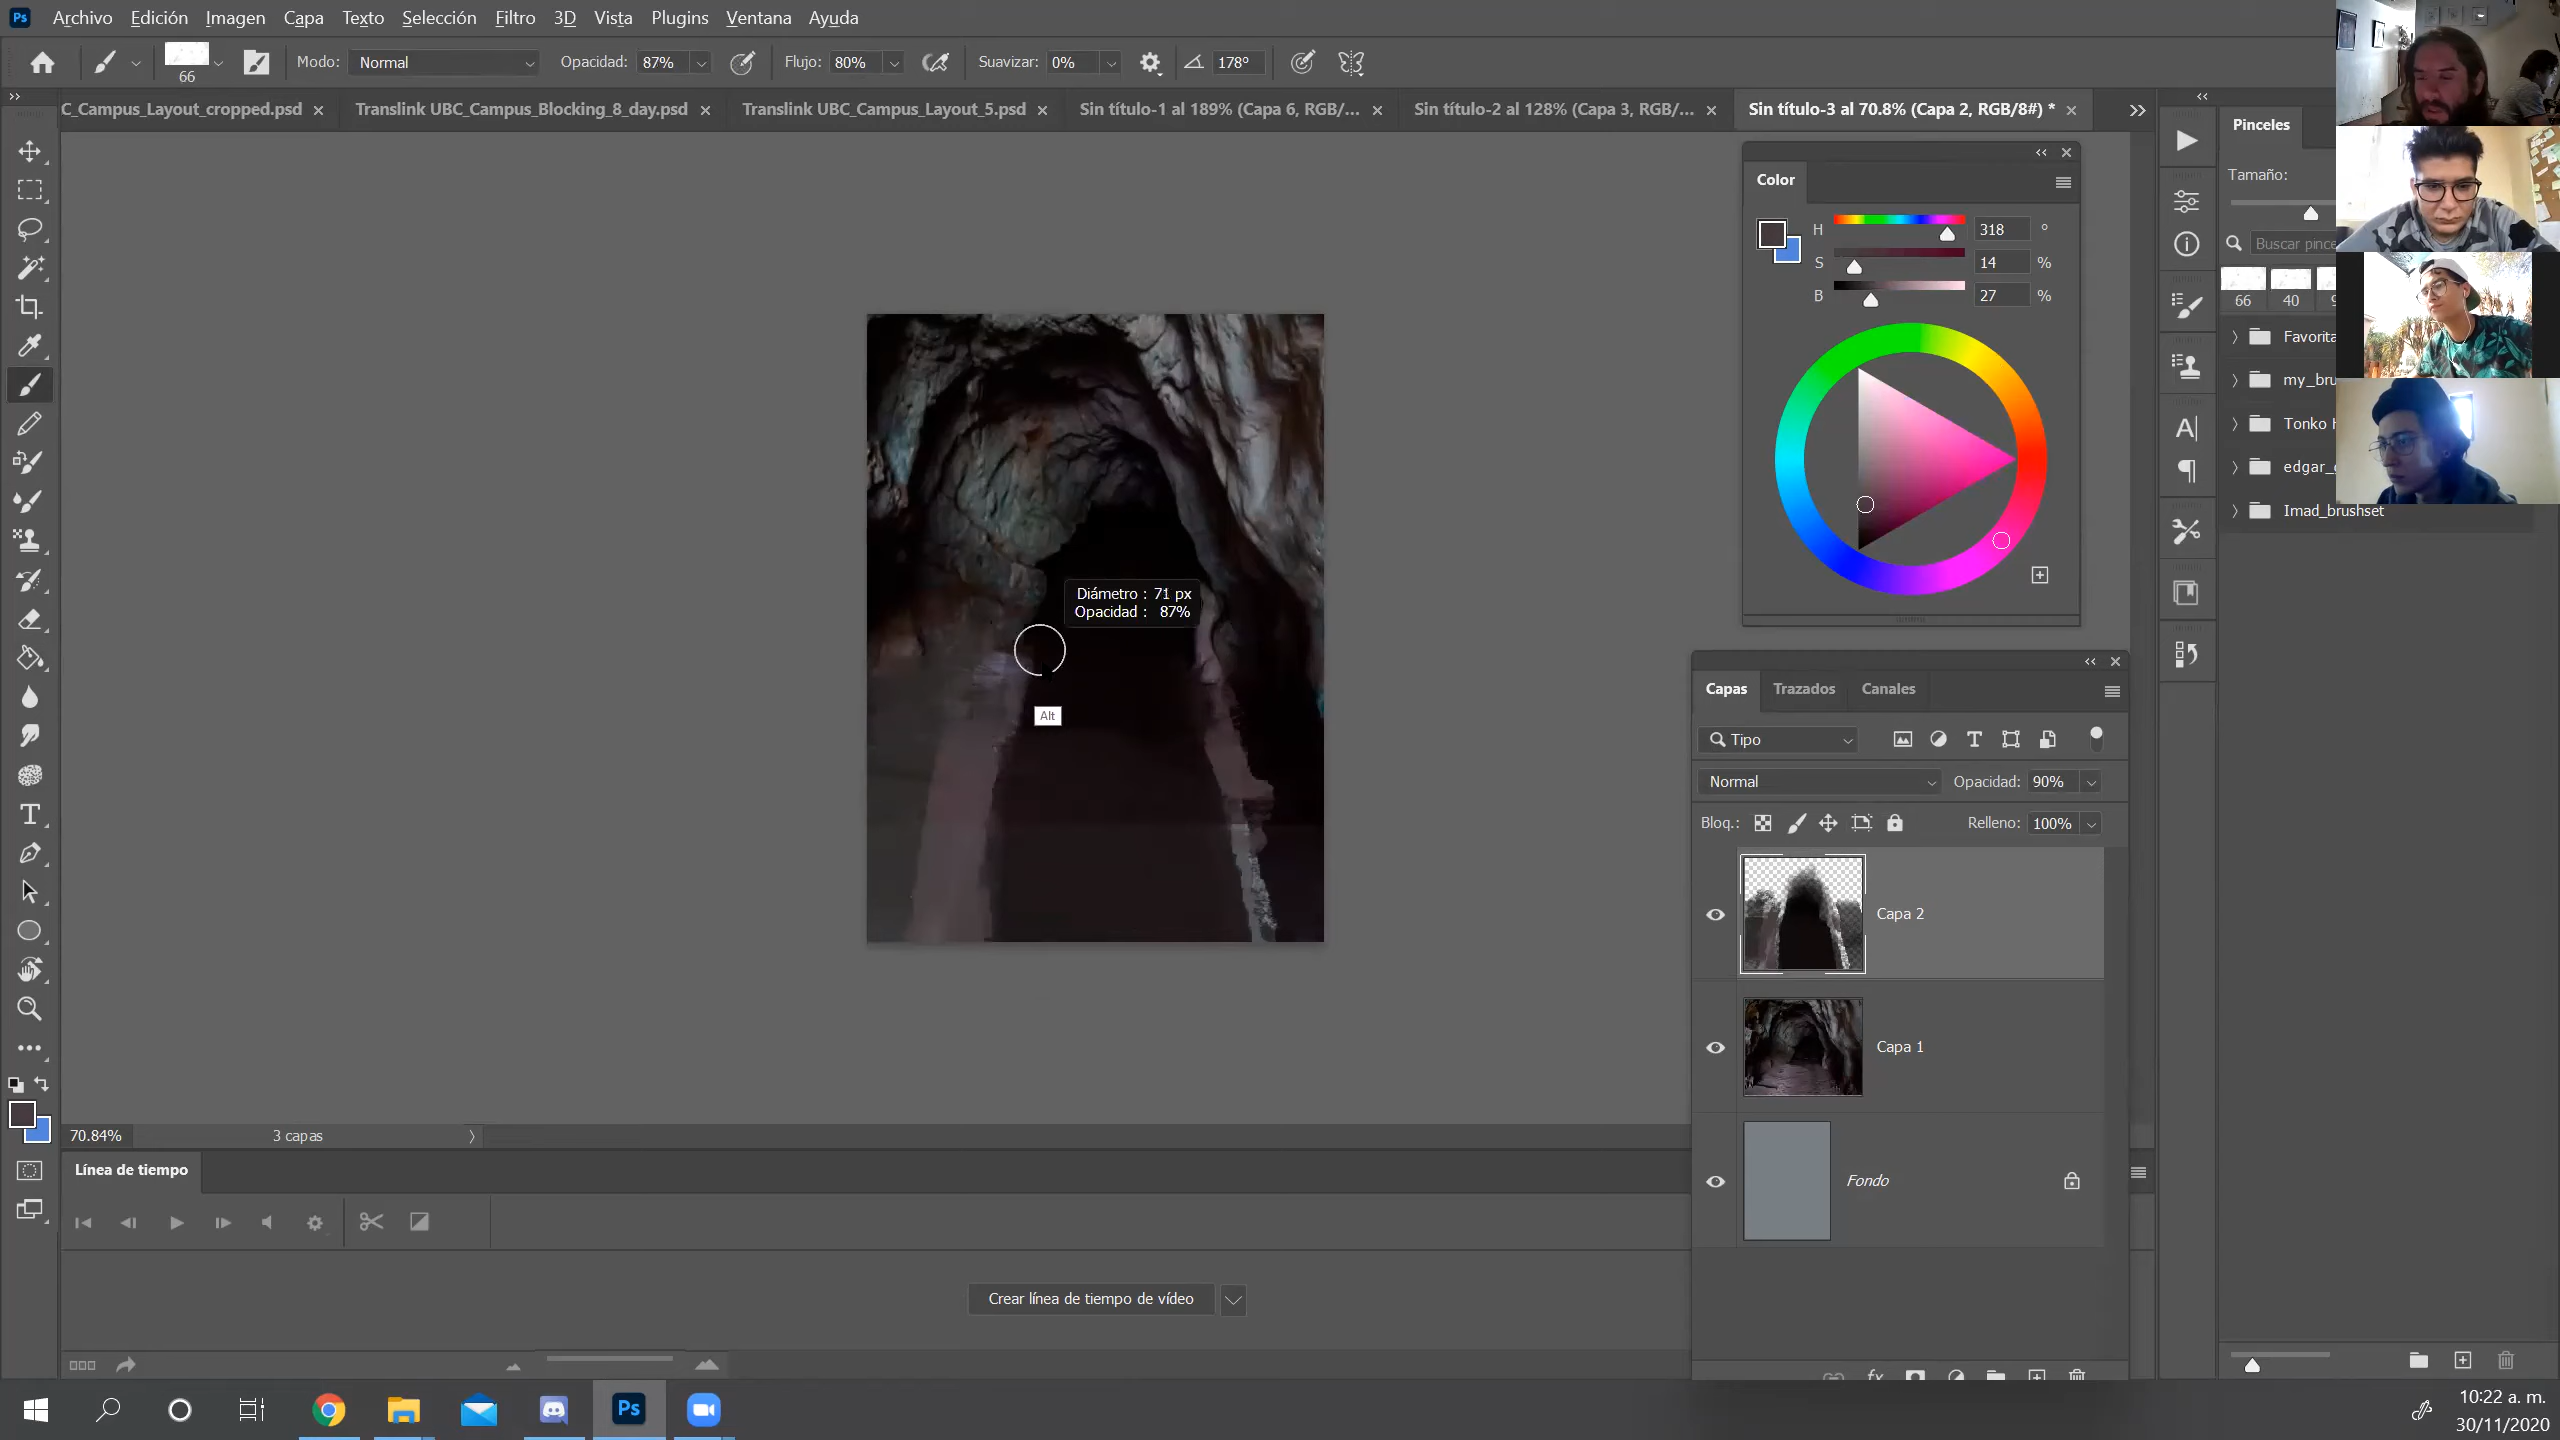 Ps Archivo Edición Imagen Capa Texto Selección Filtro 3D Vista Plugins Ventana Ayuda
66 Modo: Normal Opacidad: 87% Flujo: 80% Suavizar: 0% 178°
C_Campus_Layout_cropped.psd Translink UBC_Campus_Blocking_8_day.psd Translink UBC_Campus_Layout_5.psd Sin título-1 al 189% (Capa 6, RGB/... Sin título-2 al 128% (Capa 3, RGB/... Sin título-3 al 70.8% (Capa 2, RGB/8#) *
Color
H 318 °
S 14 %
B 27 %
Pinceles
Tamaño:
Buscar pince
66 40
Favorita
my_bru
Tonko
edgar_
Imad_brushset
Diámetro : 71 px
Opacidad : 87%
Alt
Capas Trazados Canales
Tipo
Normal Opacidad: 90%
Bloq.: Relleno: 100%
Capa 2
Capa 1
Fondo
70.84% 3 capas
Línea de tiempo
Crear línea de tiempo de vídeo
fx
Ps
10:22 a. m.
30/11/2020